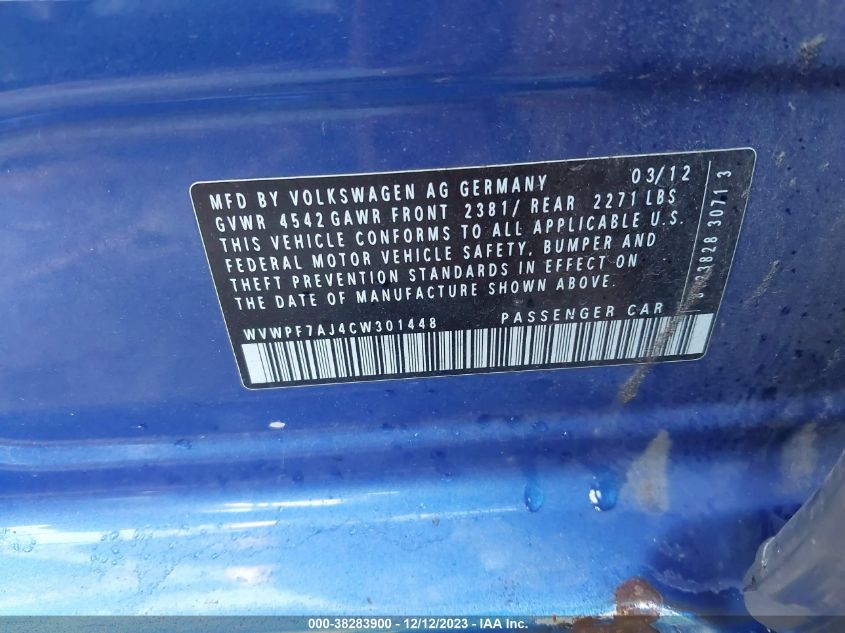 MFD BY VOLKSWAGEN AG GERMANY 03/12
GVWR 4542 GAWR FRONT 2381/ REAR 2271 LBS
THIS VEHICLE CONFORMS TO ALL APPLICABLE U.S.
FEDERAL MOTOR VEHICLE SAFETY, BUMPER AND
THEFT PREVENTION STANDARDS IN EFFECT ON
THE DATE OF MANUFACTURE SHOWN ABOVE.
WVWPF7AJ4CW301448 PASSENGER CAR
30713
000-38283900 - 12/12/2023 - IAA Inc.